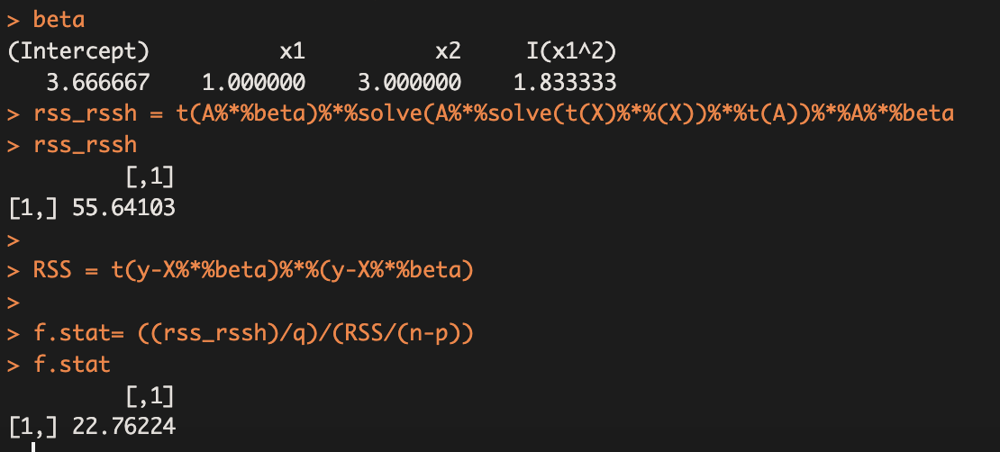 > beta
(Intercept)          x1          x2     I(x1^2)
   3.666667    1.000000    3.000000    1.833333
> rss_rssh = t(A%*%beta)%*%solve(A%*%solve(t(X)%*%(X))%*%t(A))%*%A%*%beta
> rss_rssh
         [,1]
[1,] 55.64103
>
> RSS = t(y-X%*%beta)%*%(y-X%*%beta)
>
> f.stat= ((rss_rssh)/q)/(RSS/(n-p))
> f.stat
         [,1]
[1,] 22.76224